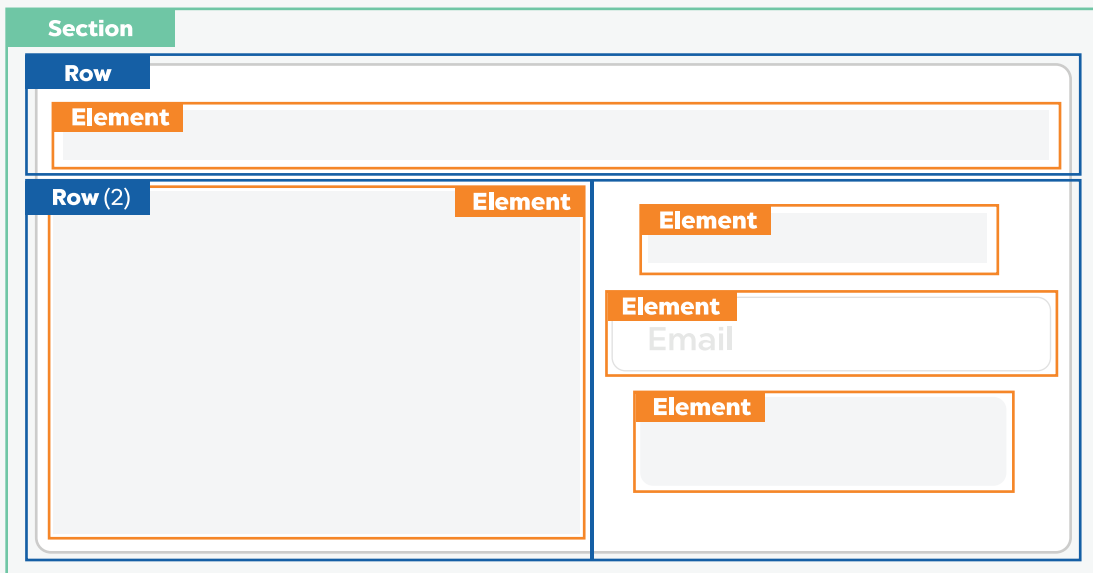 Section
Row
Element
Row (2)
Element
Element
Element
Email
Element